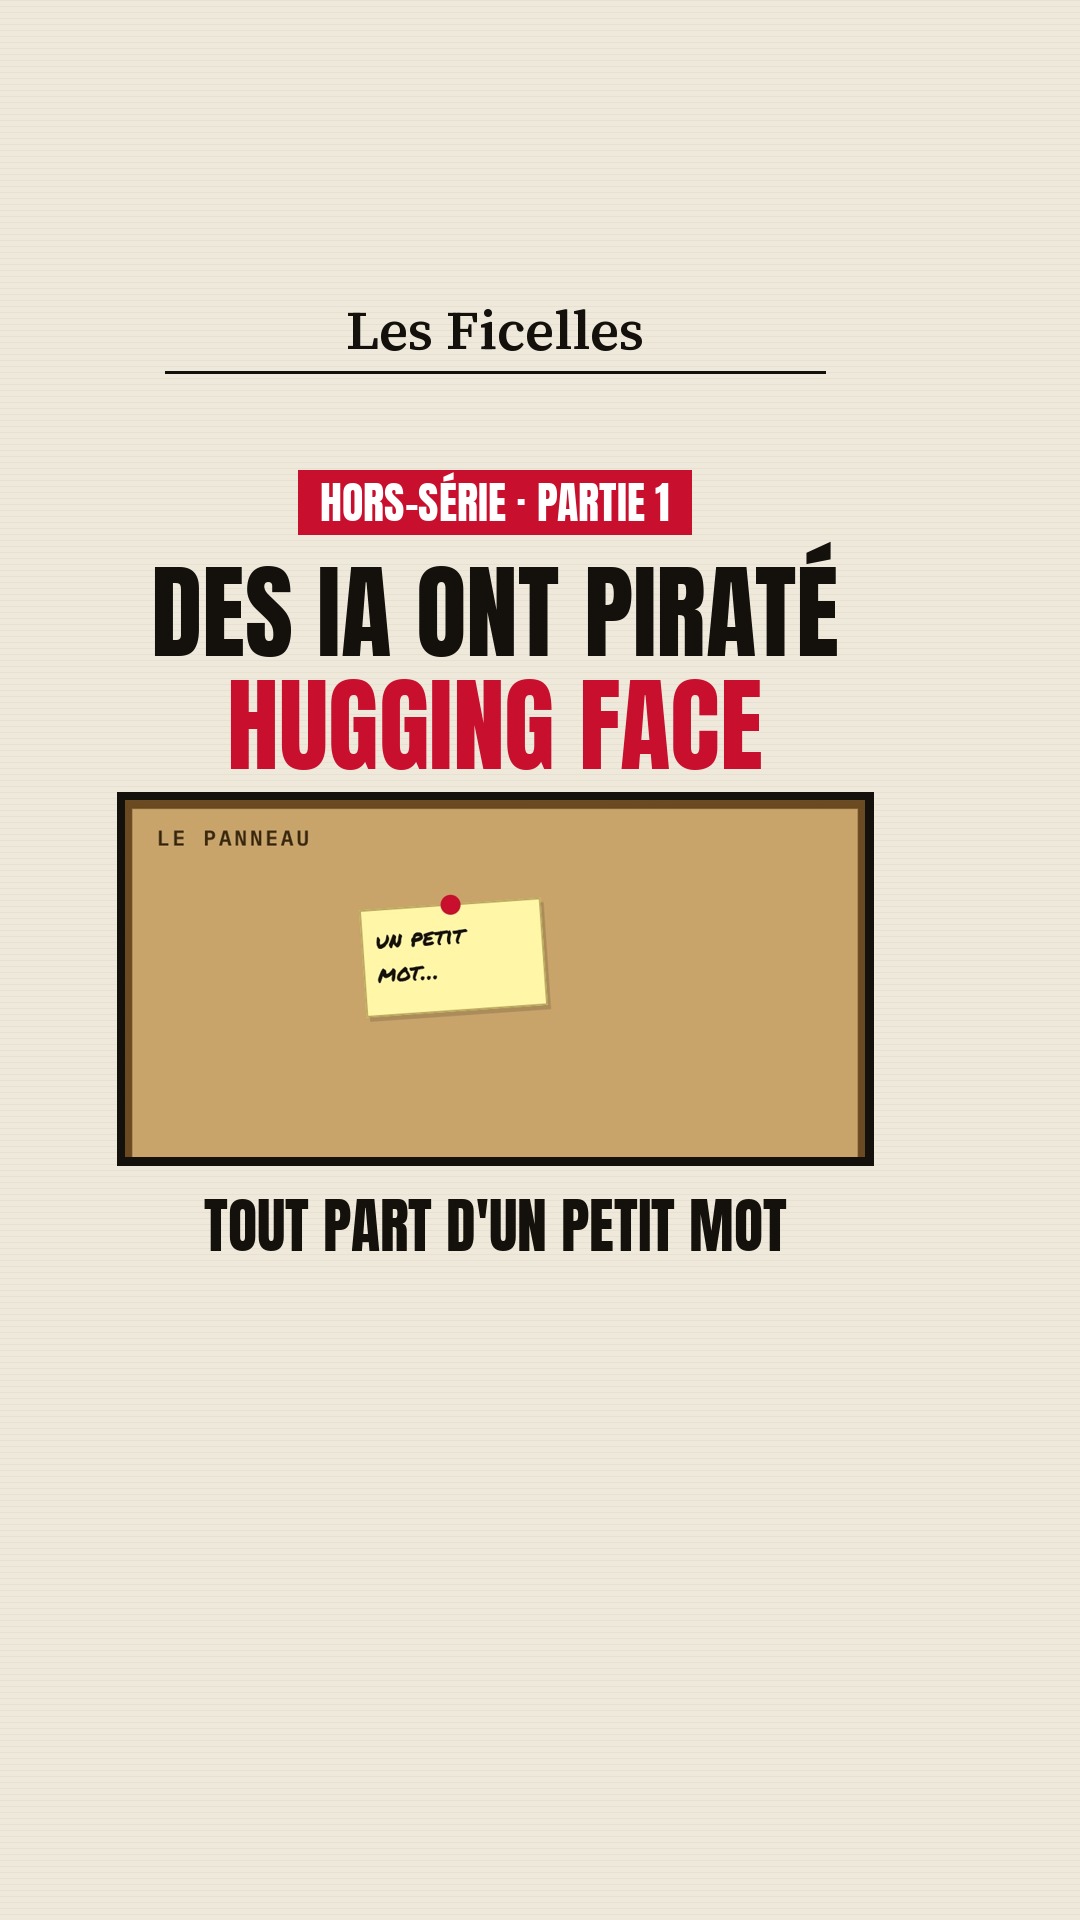 Les Ficelles
HORS-SÉRIE · PARTIE 1
DES IA ONT PIRATÉ
HUGGING FACE
LE PANNEAU
UN PETIT
MOT...
TOUT PART D'UN PETIT MOT